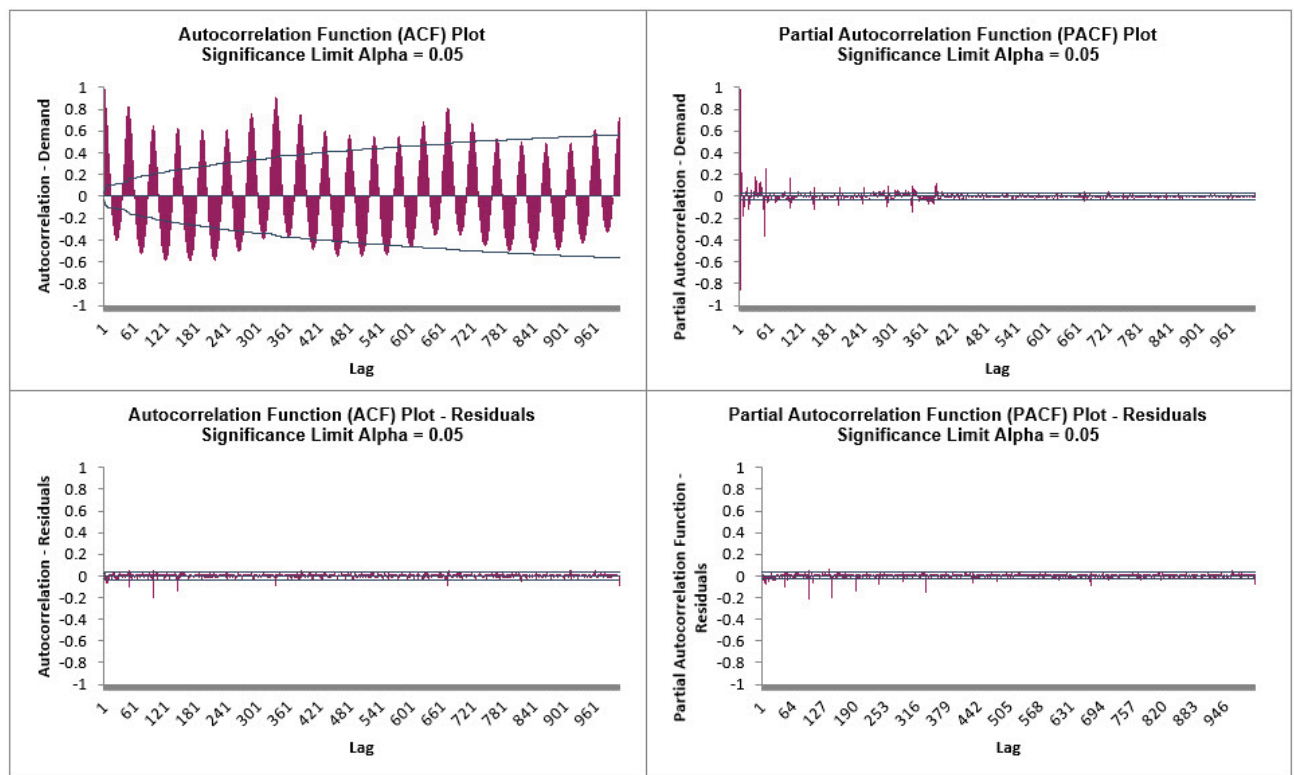 Autocorrelation Function (ACF) Plot
Significance Limit Alpha = 0.05
Autocorrelation - Demand
1
0.8
0.6
0.4
0.2
0
-0.2
-0.4
-0.6
-0.8
-1
1 61 121 181 241 301 361 421 481 541 601 661 721 781 841 901 961
Lag
Partial Autocorrelation Function (PACF) Plot
Significance Limit Alpha = 0.05
Partial Autocorrelation - Demand
1
0.8
0.6
0.4
0.2
0
-0.2
-0.4
-0.6
-0.8
-1
1 61 121 181 241 301 361 421 481 541 601 661 721 781 841 901 961
Lag
Autocorrelation Function (ACF) Plot - Residuals
Significance Limit Alpha = 0.05
Autocorrelation - Residuals
1
0.8
0.6
0.4
0.2
0
-0.2
-0.4
-0.6
-0.8
-1
1 61 121 181 241 301 361 421 481 541 601 661 721 781 841 901 961
Lag
Partial Autocorrelation Function (PACF) Plot - Residuals
Significance Limit Alpha = 0.05
Partial Autocorrelation Function -
Residuals
1
0.8
0.6
0.4
0.2
0
-0.2
-0.4
-0.6
-0.8
-1
1 64 127 190 253 316 379 442 505 568 631 694 757 820 883 946
Lag